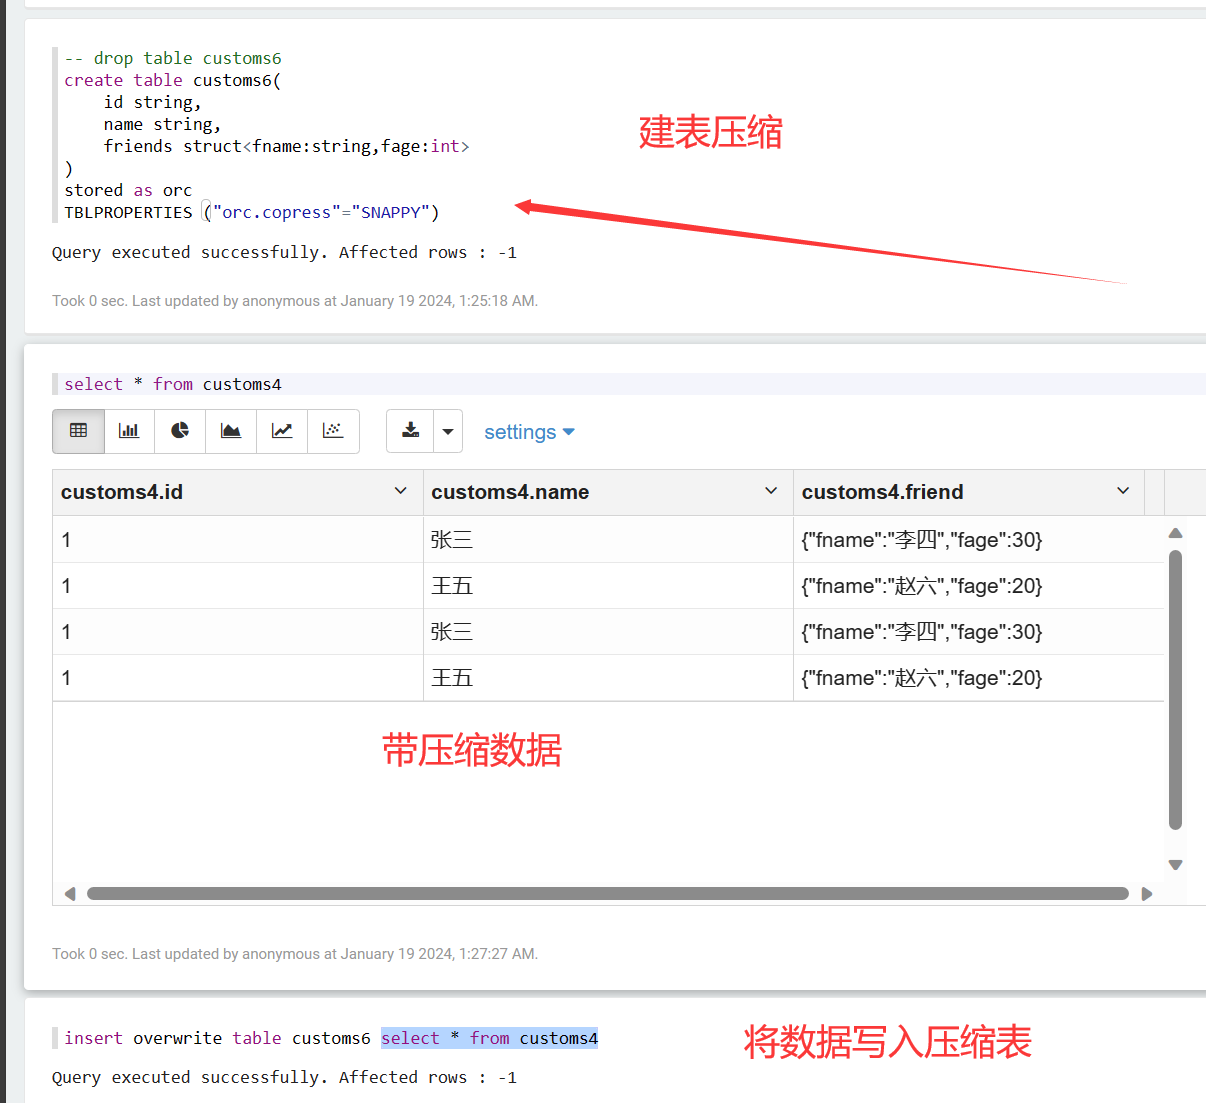 -- drop table customs6
create table customs6(
id string,
name string,
friends struct<fname:string,fage:int>
)
stored as orc
TBLPROPERTIES ("orc.copress"="SNAPPY")
建表压缩
Query executed successfully. Affected rows : -1
Took 0 sec. Last updated by anonymous at January 19 2024, 1:25:18 AM.
select * from customs4
settings
customs4.id customs4.name customs4.friend
1 张三 {"fname":"李四","fage":30}
1 王五 {"fname":"赵六","fage":20}
1 张三 {"fname":"李四","fage":30}
1 王五 {"fname":"赵六","fage":20}
带压缩数据
Took 0 sec. Last updated by anonymous at January 19 2024, 1:27:27 AM.
insert overwrite table customs6 select * from customs4
将数据写入压缩表
Query executed successfully. Affected rows : -1